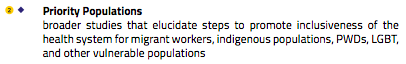 2 ◆ Priority Populations
broader studies that elucidate steps to promote inclusiveness of the
health system for migrant workers, indigenous populations, PWDs, LGBT,
and other vulnerable populations